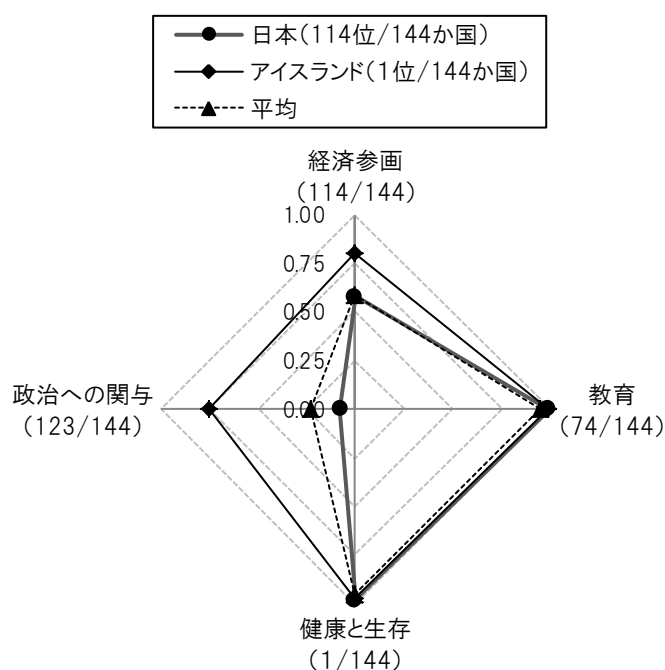 日本(114位/144か国)
アイスランド(1位/144か国)
平均
経済参画
(114/144)
1.00
0.75
0.50
0.25
0.00
政治への関与
(123/144)
教育
(74/144)
健康と生存
(1/144)